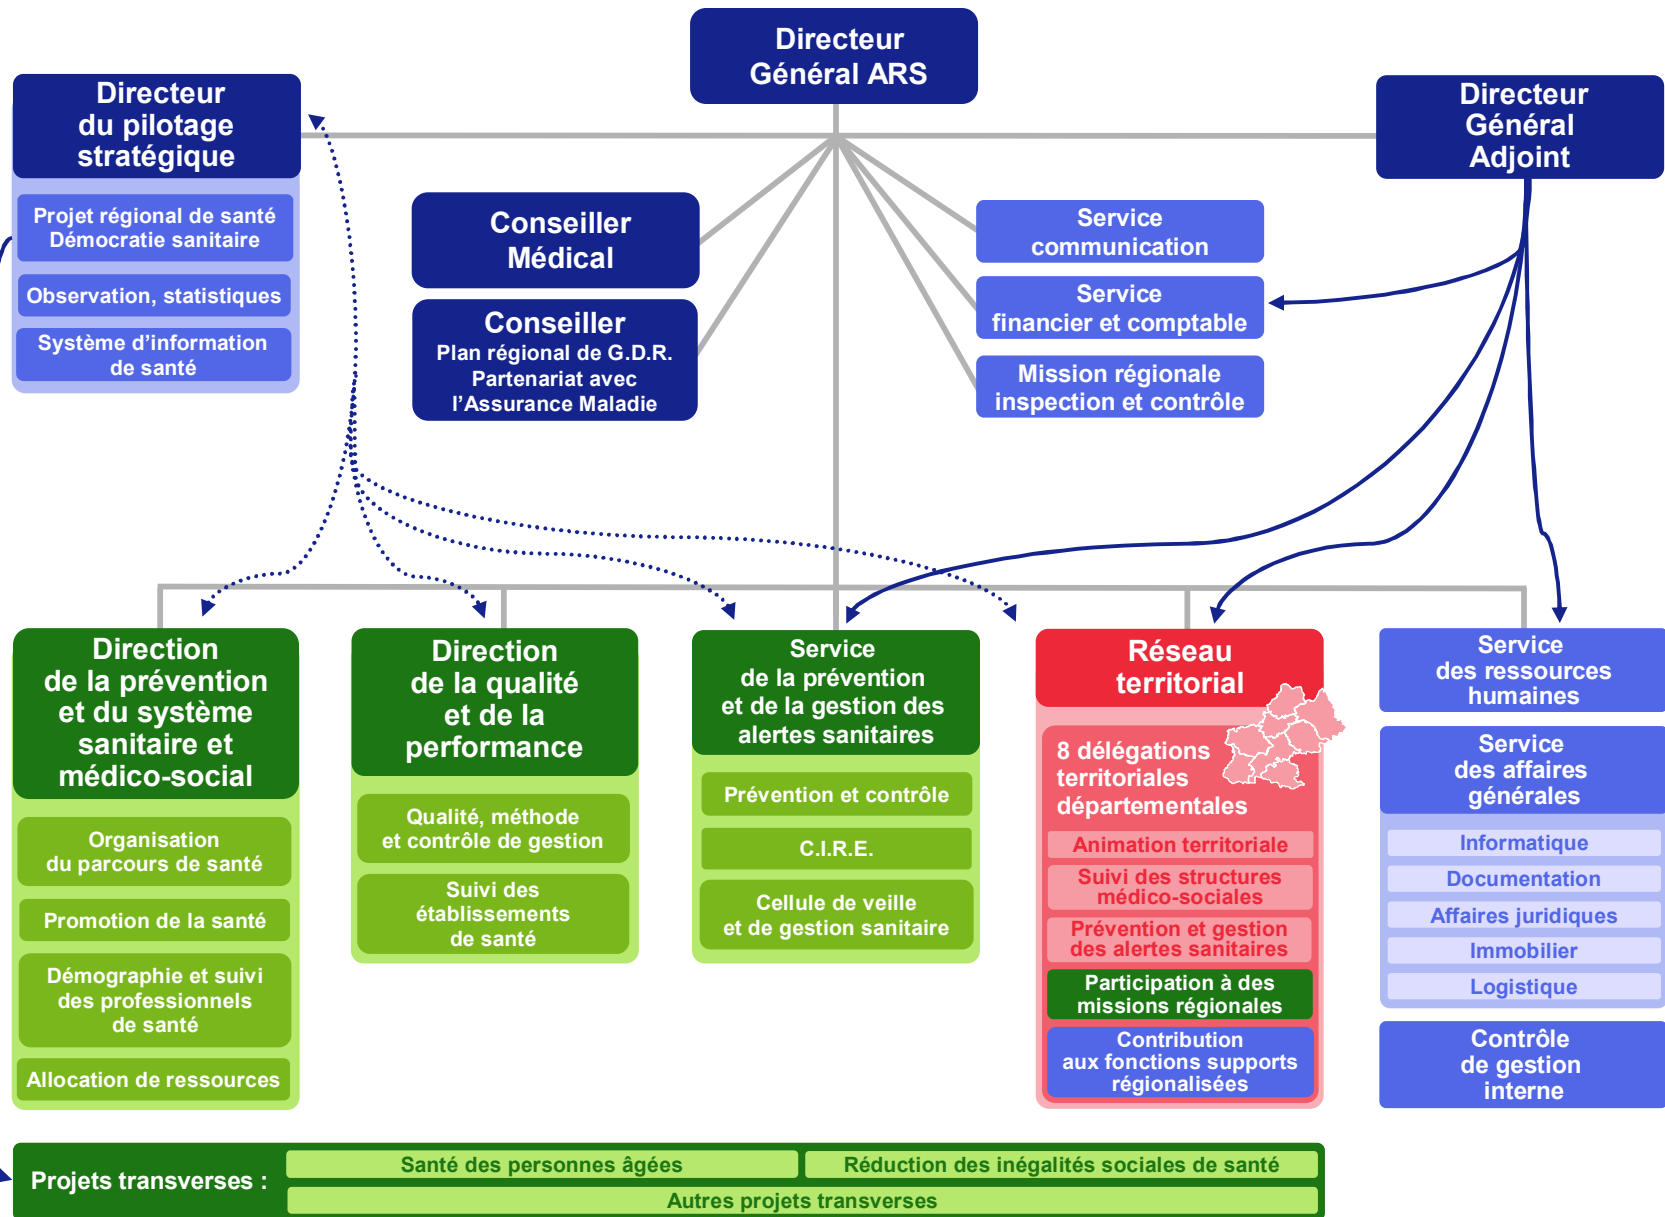 Directeur
Général ARS
Directeur
du pilotage
stratégique
Projet régional de santé
Démocratie sanitaire
Observation, statistiques
Système d’information
de santé
Conseiller
Médical
Conseiller
Plan régional de G.D.R.
Partenariat avec
l’Assurance Maladie
Service
communication
Service
financier et comptable
Mission régionale
inspection et contrôle
Directeur
Général
Adjoint
Direction
de la prévention
et du système
sanitaire et
médico-social
Organisation
du parcours de santé
Promotion de la santé
Démographie et suivi
des professionnels
de santé
Allocation de ressources
Direction
de la qualité
et de la
performance
Qualité, méthode
et contrôle de gestion
Suivi des
établissements
de santé
Service
de la prévention
et de la gestion des
alertes sanitaires
Prévention et contrôle
C.I.R.E.
Cellule de veille
et de gestion sanitaire
Réseau
territorial
8 délégations
territoriales
départementales
Animation territoriale
Suivi des structures
médico-sociales
Prévention et gestion
des alertes sanitaires
Participation à des
missions régionales
Contribution
aux fonctions supports
régionalisées
Service
des ressources
humaines
Service
des affaires
générales
Informatique
Documentation
Affaires juridiques
Immobilier
Logistique
Contrôle
de gestion
interne
Projets transverses :
Santé des personnes âgées
Réduction des inégalités sociales de santé
Autres projets transverses